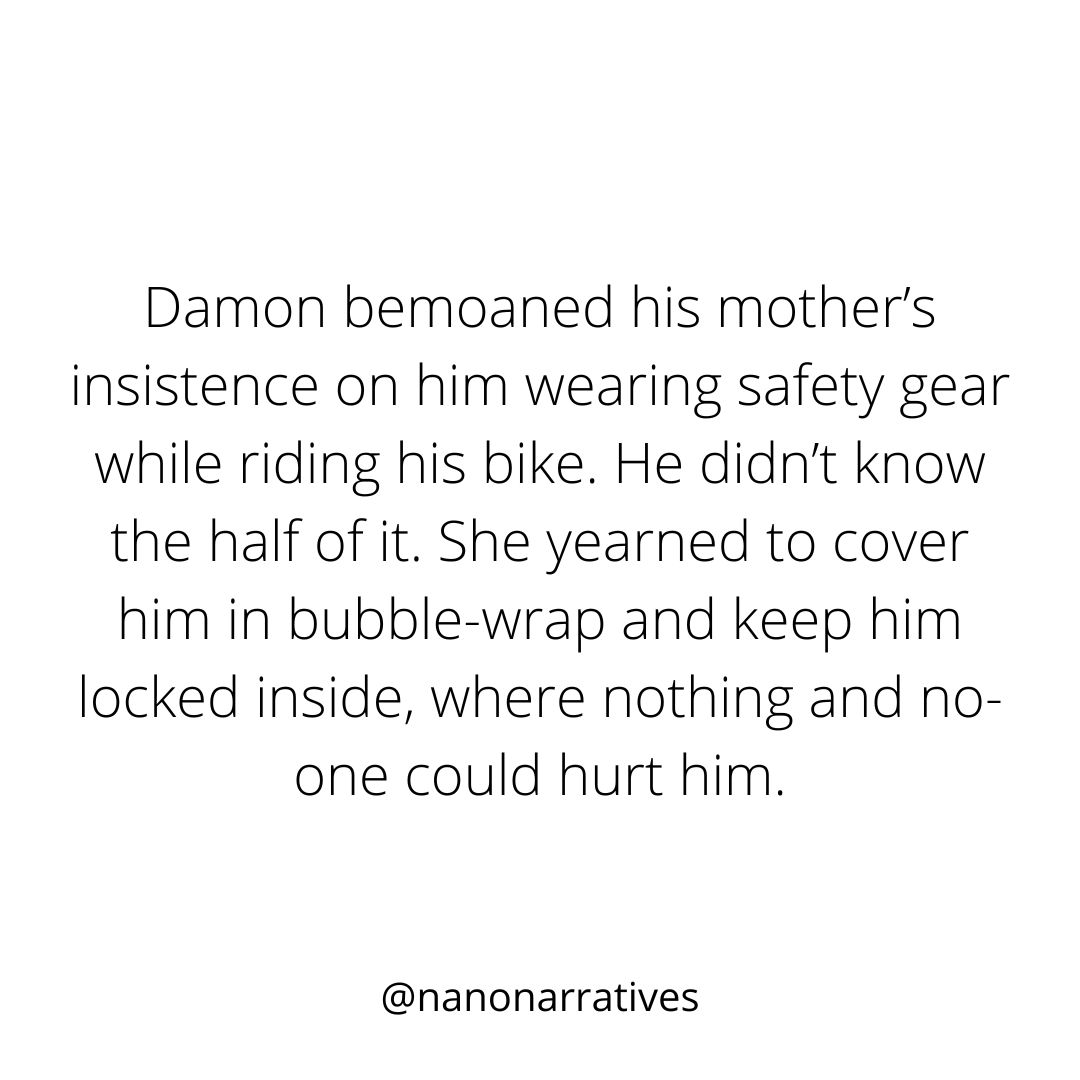 Damon bemoaned his mother’s
insistence on him wearing safety gear
while riding his bike. He didn’t know
the half of it. She yearned to cover
him in bubble-wrap and keep him
locked inside, where nothing and no-
one could hurt him.
@nanonarratives